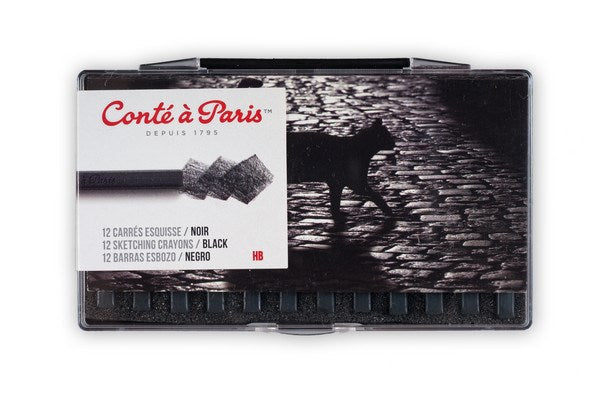 Conté à Paris™
DEPUIS 1795
12 CARRÉS ESQUISSE / NOIR
12 SKETCHING CRAYONS / BLACK
12 BARRAS ESBOZO / NEGRO
HB